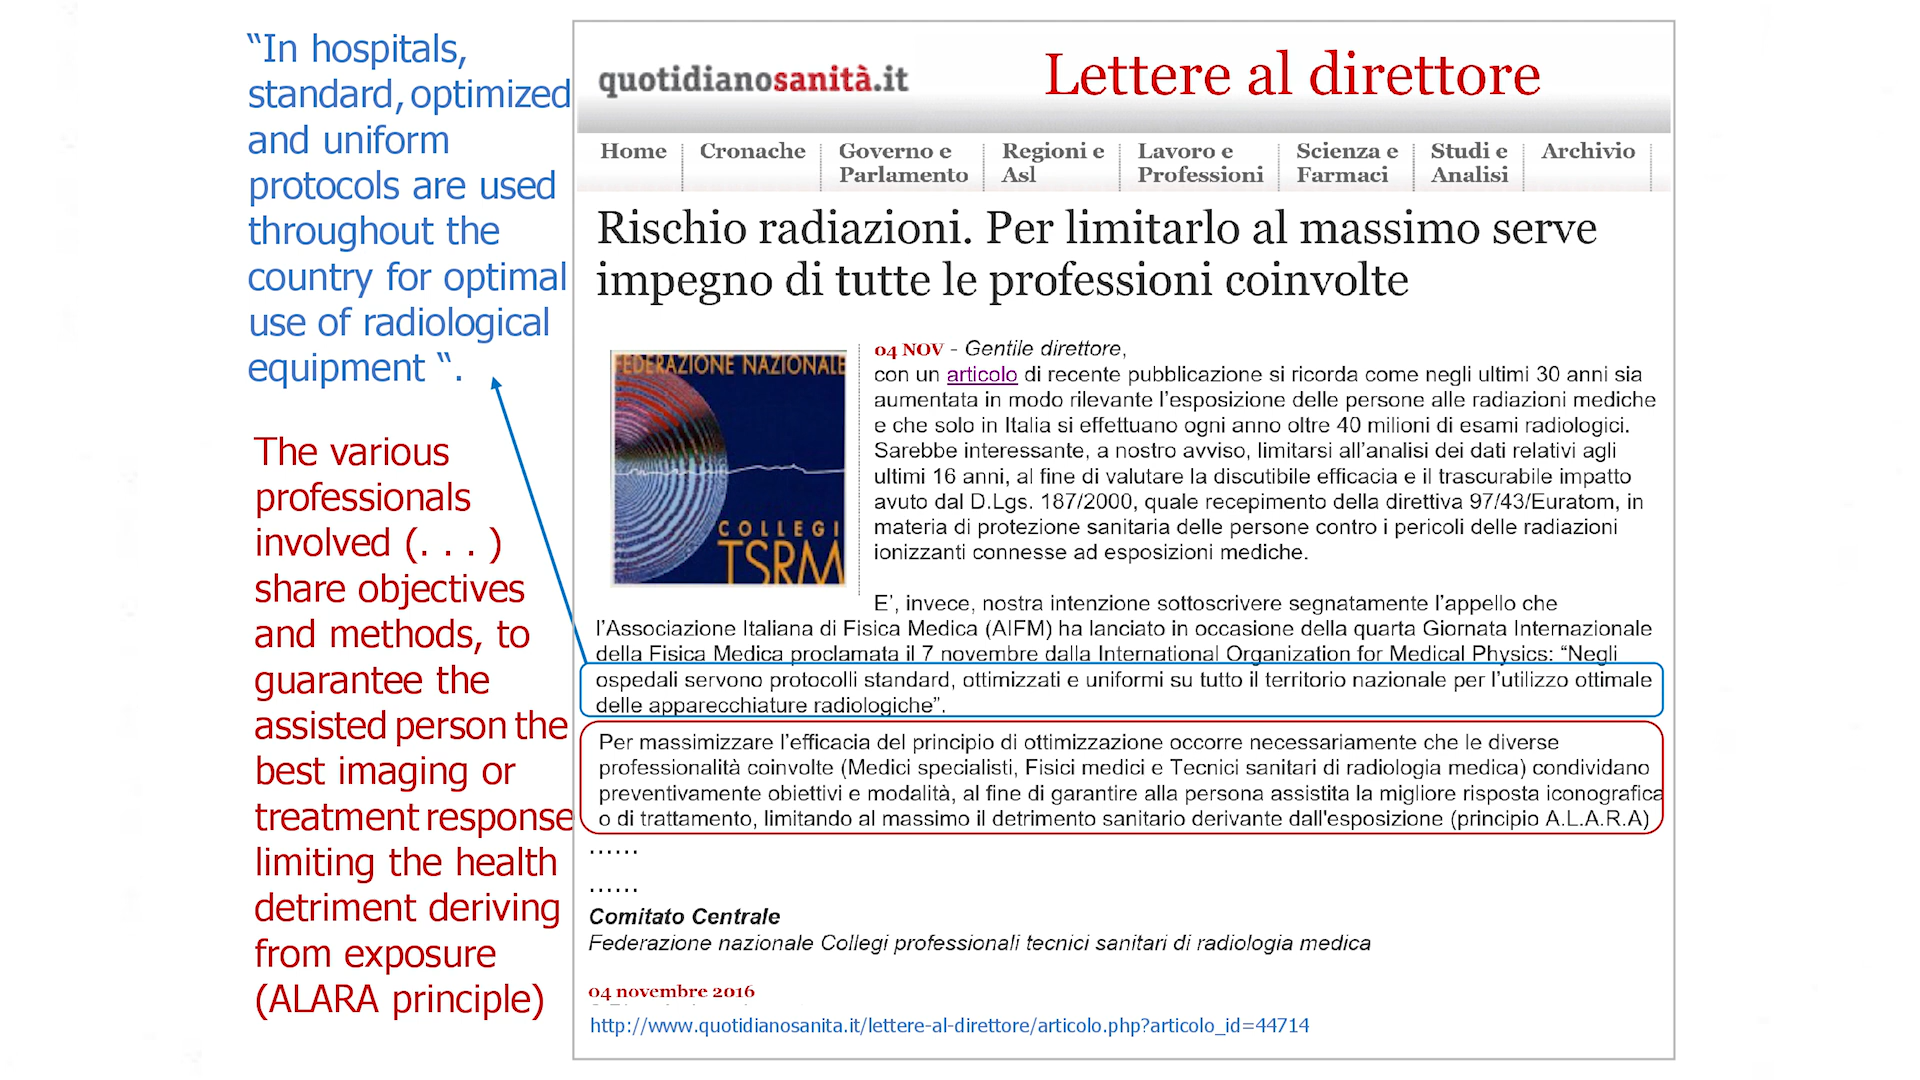 “In hospitals,
standard, optimized
and uniform
protocols are used
throughout the
country for optimal
use of radiological
equipment “.
The various
professionals
involved (. . . )
share objectives
and methods, to
guarantee the
assisted person the
best imaging or
treatment response
limiting the health
detriment deriving
from exposure
(ALARA principle)
quotidianosanità.it
Lettere al direttore
Home
Cronache
Governo e
Parlamento
Regioni e
Asl
Lavoro e
Professioni
Scienza e
Farmaci
Studi e
Analisi
Archivio
Rischio radiazioni. Per limitarlo al massimo serve
impegno di tutte le professioni coinvolte
FEDERAZIONE NAZIONALE
COLLEGI
TSRM
04 NOV - Gentile direttore,
con un articolo di recente pubblicazione si ricorda come negli ultimi 30 anni sia
aumentata in modo rilevante l’esposizione delle persone alle radiazioni mediche
e che solo in Italia si effettuano ogni anno oltre 40 milioni di esami radiologici.
Sarebbe interessante, a nostro avviso, limitarsi all’analisi dei dati relativi agli
ultimi 16 anni, al fine di valutare la discutibile efficacia e il trascurabile impatto
avuto dal D.Lgs. 187/2000, quale recepimento della direttiva 97/43/Euratom, in
materia di protezione sanitaria delle persone contro i pericoli delle radiazioni
ionizzanti connesse ad esposizioni mediche.
E’, invece, nostra intenzione sottoscrivere segnatamente l’appello che
l’Associazione Italiana di Fisica Medica (AIFM) ha lanciato in occasione della quarta Giornata Internazionale
della Fisica Medica proclamata il 7 novembre dalla International Organization for Medical Physics: “Negli
ospedali servono protocolli standard, ottimizzati e uniformi su tutto il territorio nazionale per l’utilizzo ottimale
delle apparecchiature radiologiche”.
Per massimizzare l’efficacia del principio di ottimizzazione occorre necessariamente che le diverse
professionalità coinvolte (Medici specialisti, Fisici medici e Tecnici sanitari di radiologia medica) condividano
preventivamente obiettivi e modalità, al fine di garantire alla persona assistita la migliore risposta iconografica
o di trattamento, limitando al massimo il detrimento sanitario derivante dall'esposizione (principio A.L.A.R.A)
......
......
Comitato Centrale
Federazione nazionale Collegi professionali tecnici sanitari di radiologia medica
04 novembre 2016
http://www.quotidianosanita.it/lettere-al-direttore/articolo.php?articolo_id=44714